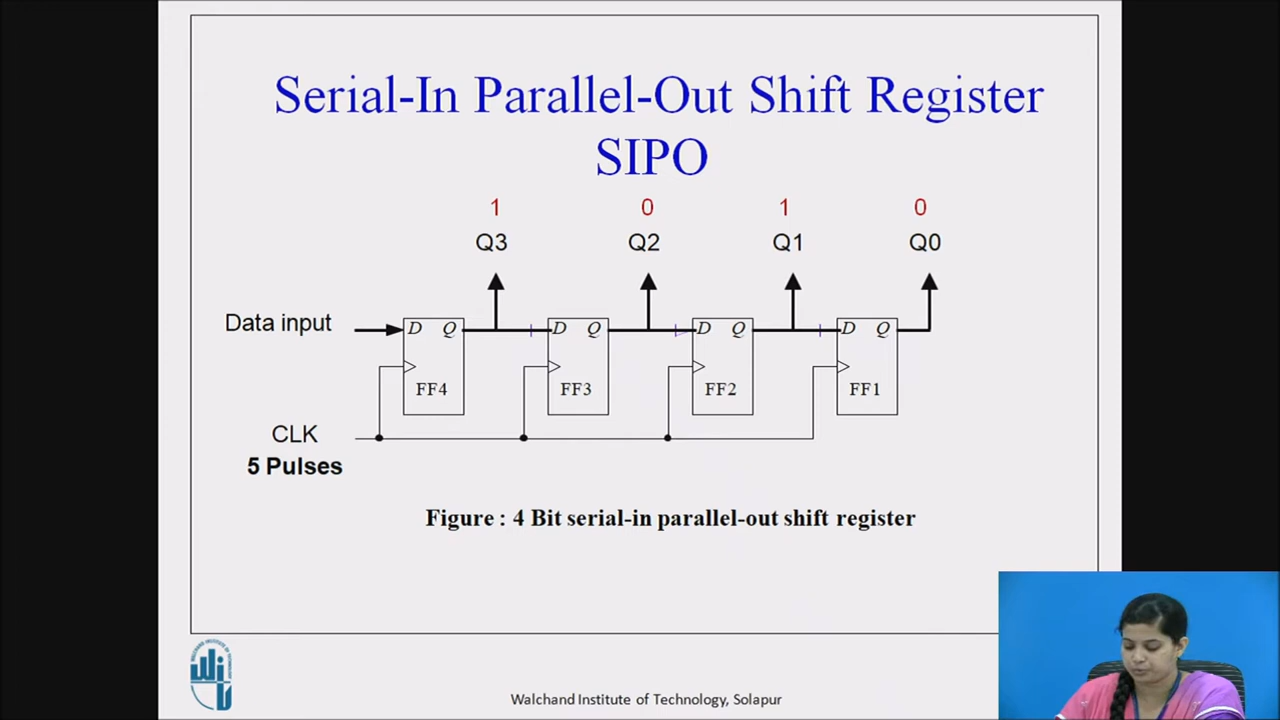 Serial-In Parallel-Out Shift Register
SIPO
1 0 1 0
Q3 Q2 Q1 Q0
Data input
D Q D Q D Q D Q
FF4 FF3 FF2 FF1
CLK
5 Pulses
Figure : 4 Bit serial-in parallel-out shift register
Walchand Institute of Technology, Solapur